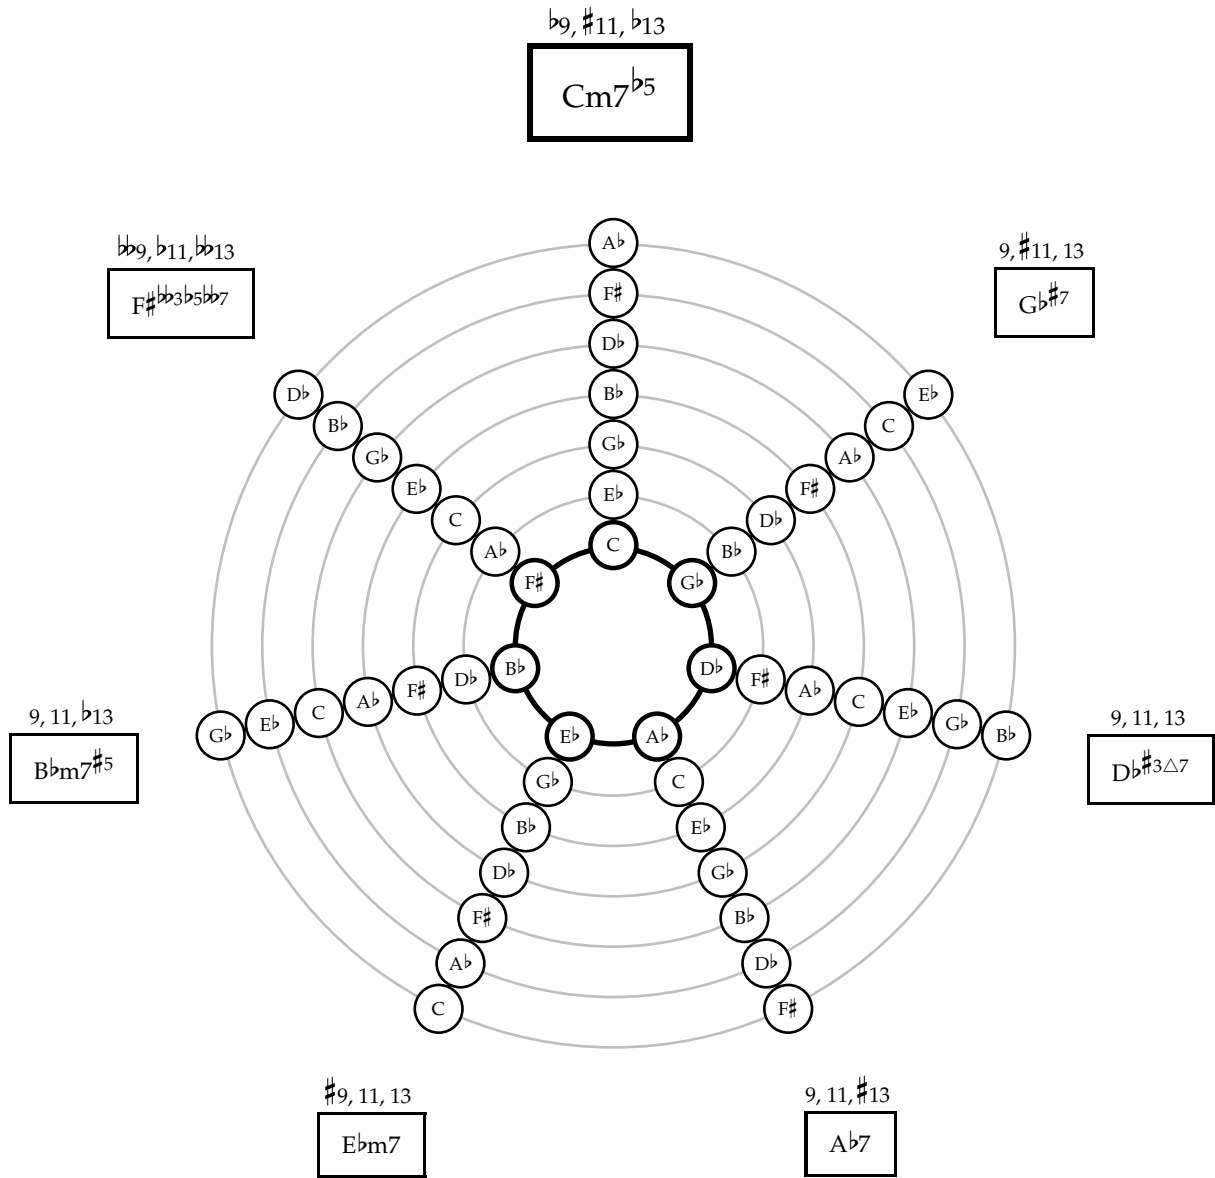 ♭9, ♯11, ♭13
Cm7♭5
♭♭9, ♭11, ♭♭13
F♯♭♭3♭5♭♭7
9, ♯11, 13
G♭♯7
A♭
F♯
D♭
B♭
G♭
E♭
C
D♭
B♭
G♭
E♭
C
A♭
F♯
E♭
C
A♭
F♯
D♭
B♭
G♭
G♭ E♭ C A♭ F♯ D♭ B♭
D♭ F♯ A♭ C E♭ G♭ B♭
E♭
G♭
B♭
D♭
F♯
A♭
C
A♭
C
E♭
G♭
B♭
D♭
F♯
9, 11, ♭13
B♭m7♯5
9, 11, 13
D♭♯3△7
♯9, 11, 13
E♭m7
9, 11, ♯13
A♭7